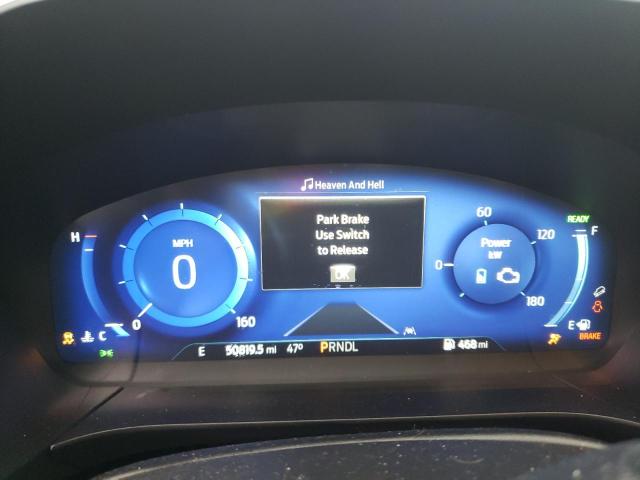 Heaven And Hell
Park Brake
Use Switch
to Release
OK
H
C
MPH
0
0
160
Power
kW
0
60
120
180
READY
F
E
BRAKE
E 50819.5 mi 47° PRNDL 468 mi